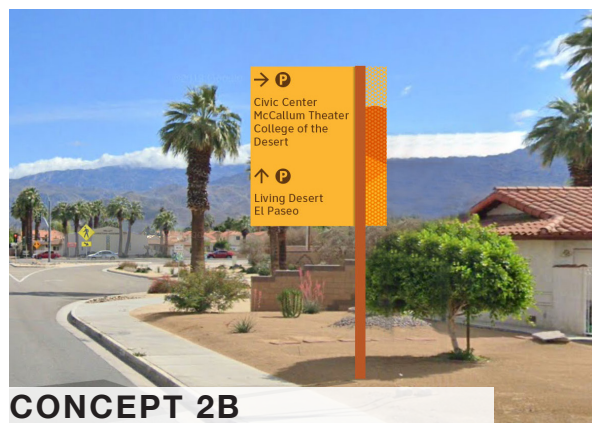 P
Civic Center
McCallum Theater
College of the
Desert
P
Living Desert
El Paseo
CONCEPT 2B